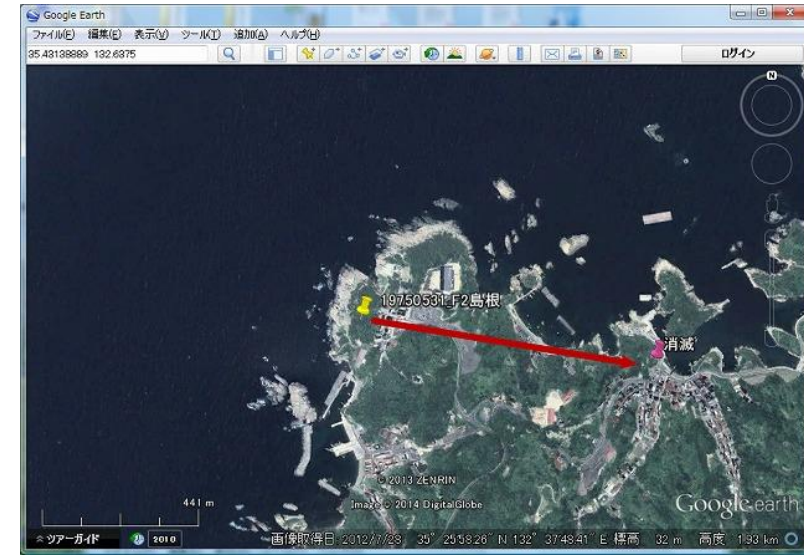 Google Earth
ファイル(F) 編集(E) 表示(V) ツール(T) 追加(A) ヘルプ(H)
35.43138889 132.6375
ログイン
N
19750531 F2島根
消滅
©2013 ZENRIN
Image © 2014 DigitalGlobe
Google earth
441 m
ツアーガイド
2010
画像取得日: 2012/7/28 35° 25'58.26" N 132° 37'48.41" E 標高 32 m 高度 1.93 km